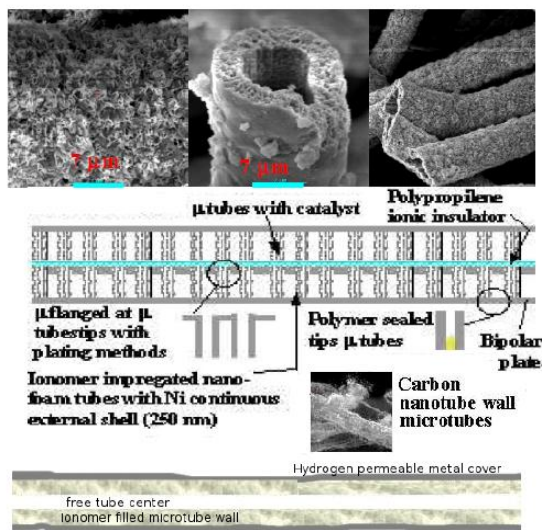 7 µm
7 µm
µtubes with catalyst
Polypropilene
ionic insulator
µflanged at µ
tubestips with
plating methods
Polymer sealed
tips µtubes
Bipolar
plate
Ionomer impregated nano-
foam tubes with Ni continuous
external shell (250 nm)
Carbon
nanotube wall
microtubes
Hydrogen permeable metal cover
free tube center
Ionomer filled microtube wall